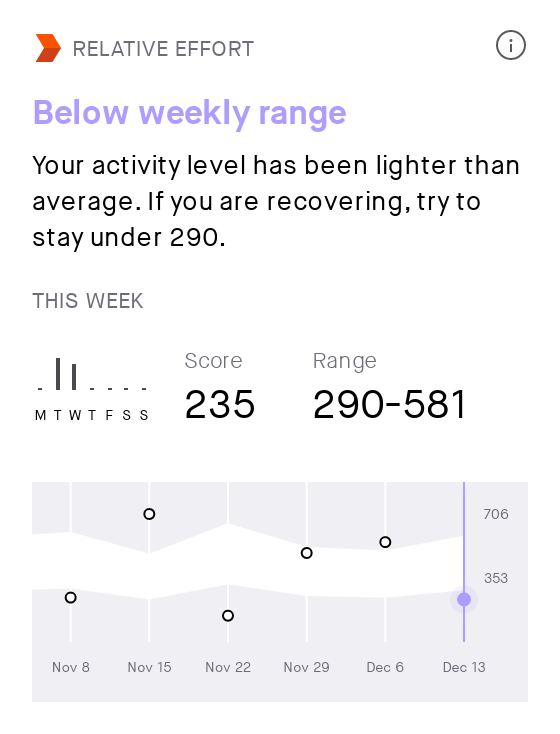 RELATIVE EFFORT
Below weekly range
Your activity level has been lighter than
average. If you are recovering, try to
stay under 290.
THIS WEEK
Score Range
235 290-581
M T W T F S S
706
353
Nov 8 Nov 15 Nov 22 Nov 29 Dec 6 Dec 13